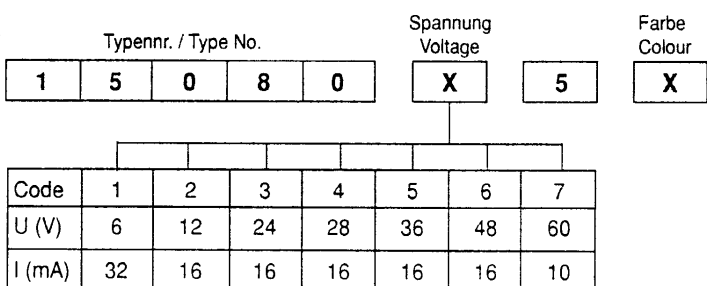 Typennr. / Type No.
Spannung
Voltage
Farbe
Colour
1 5 0 8 0 X 5 X
Code 1 2 3 4 5 6 7
U (V) 6 12 24 28 36 48 60
I (mA) 32 16 16 16 16 16 10